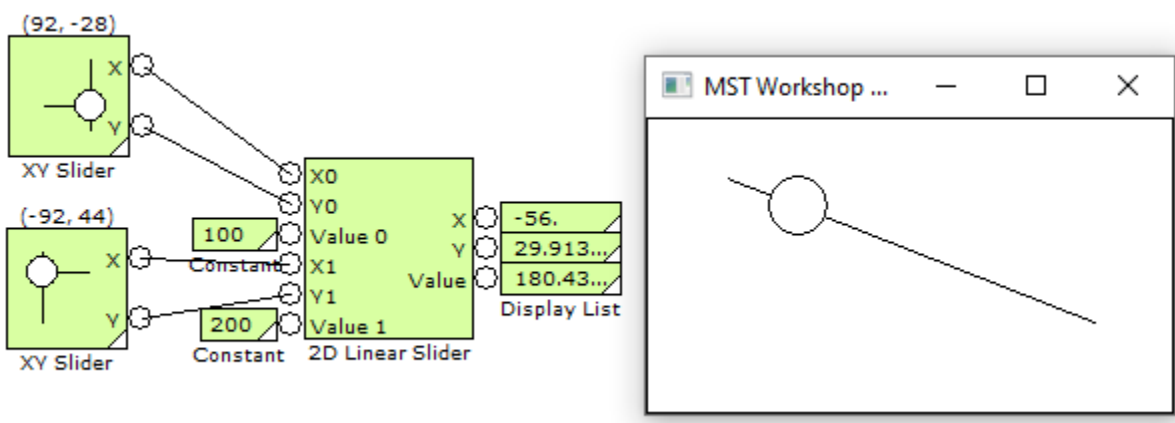 (92, -28)
X
Y
XY Slider
(-92, 44)
X
Y
XY Slider
100
Constant
200
Constant
X0
Y0
Value 0
X1
Y1
Value 1
X
Y
Value
2D Linear Slider
-56.
29.913...
180.43...
Display List
MST Workshop ...